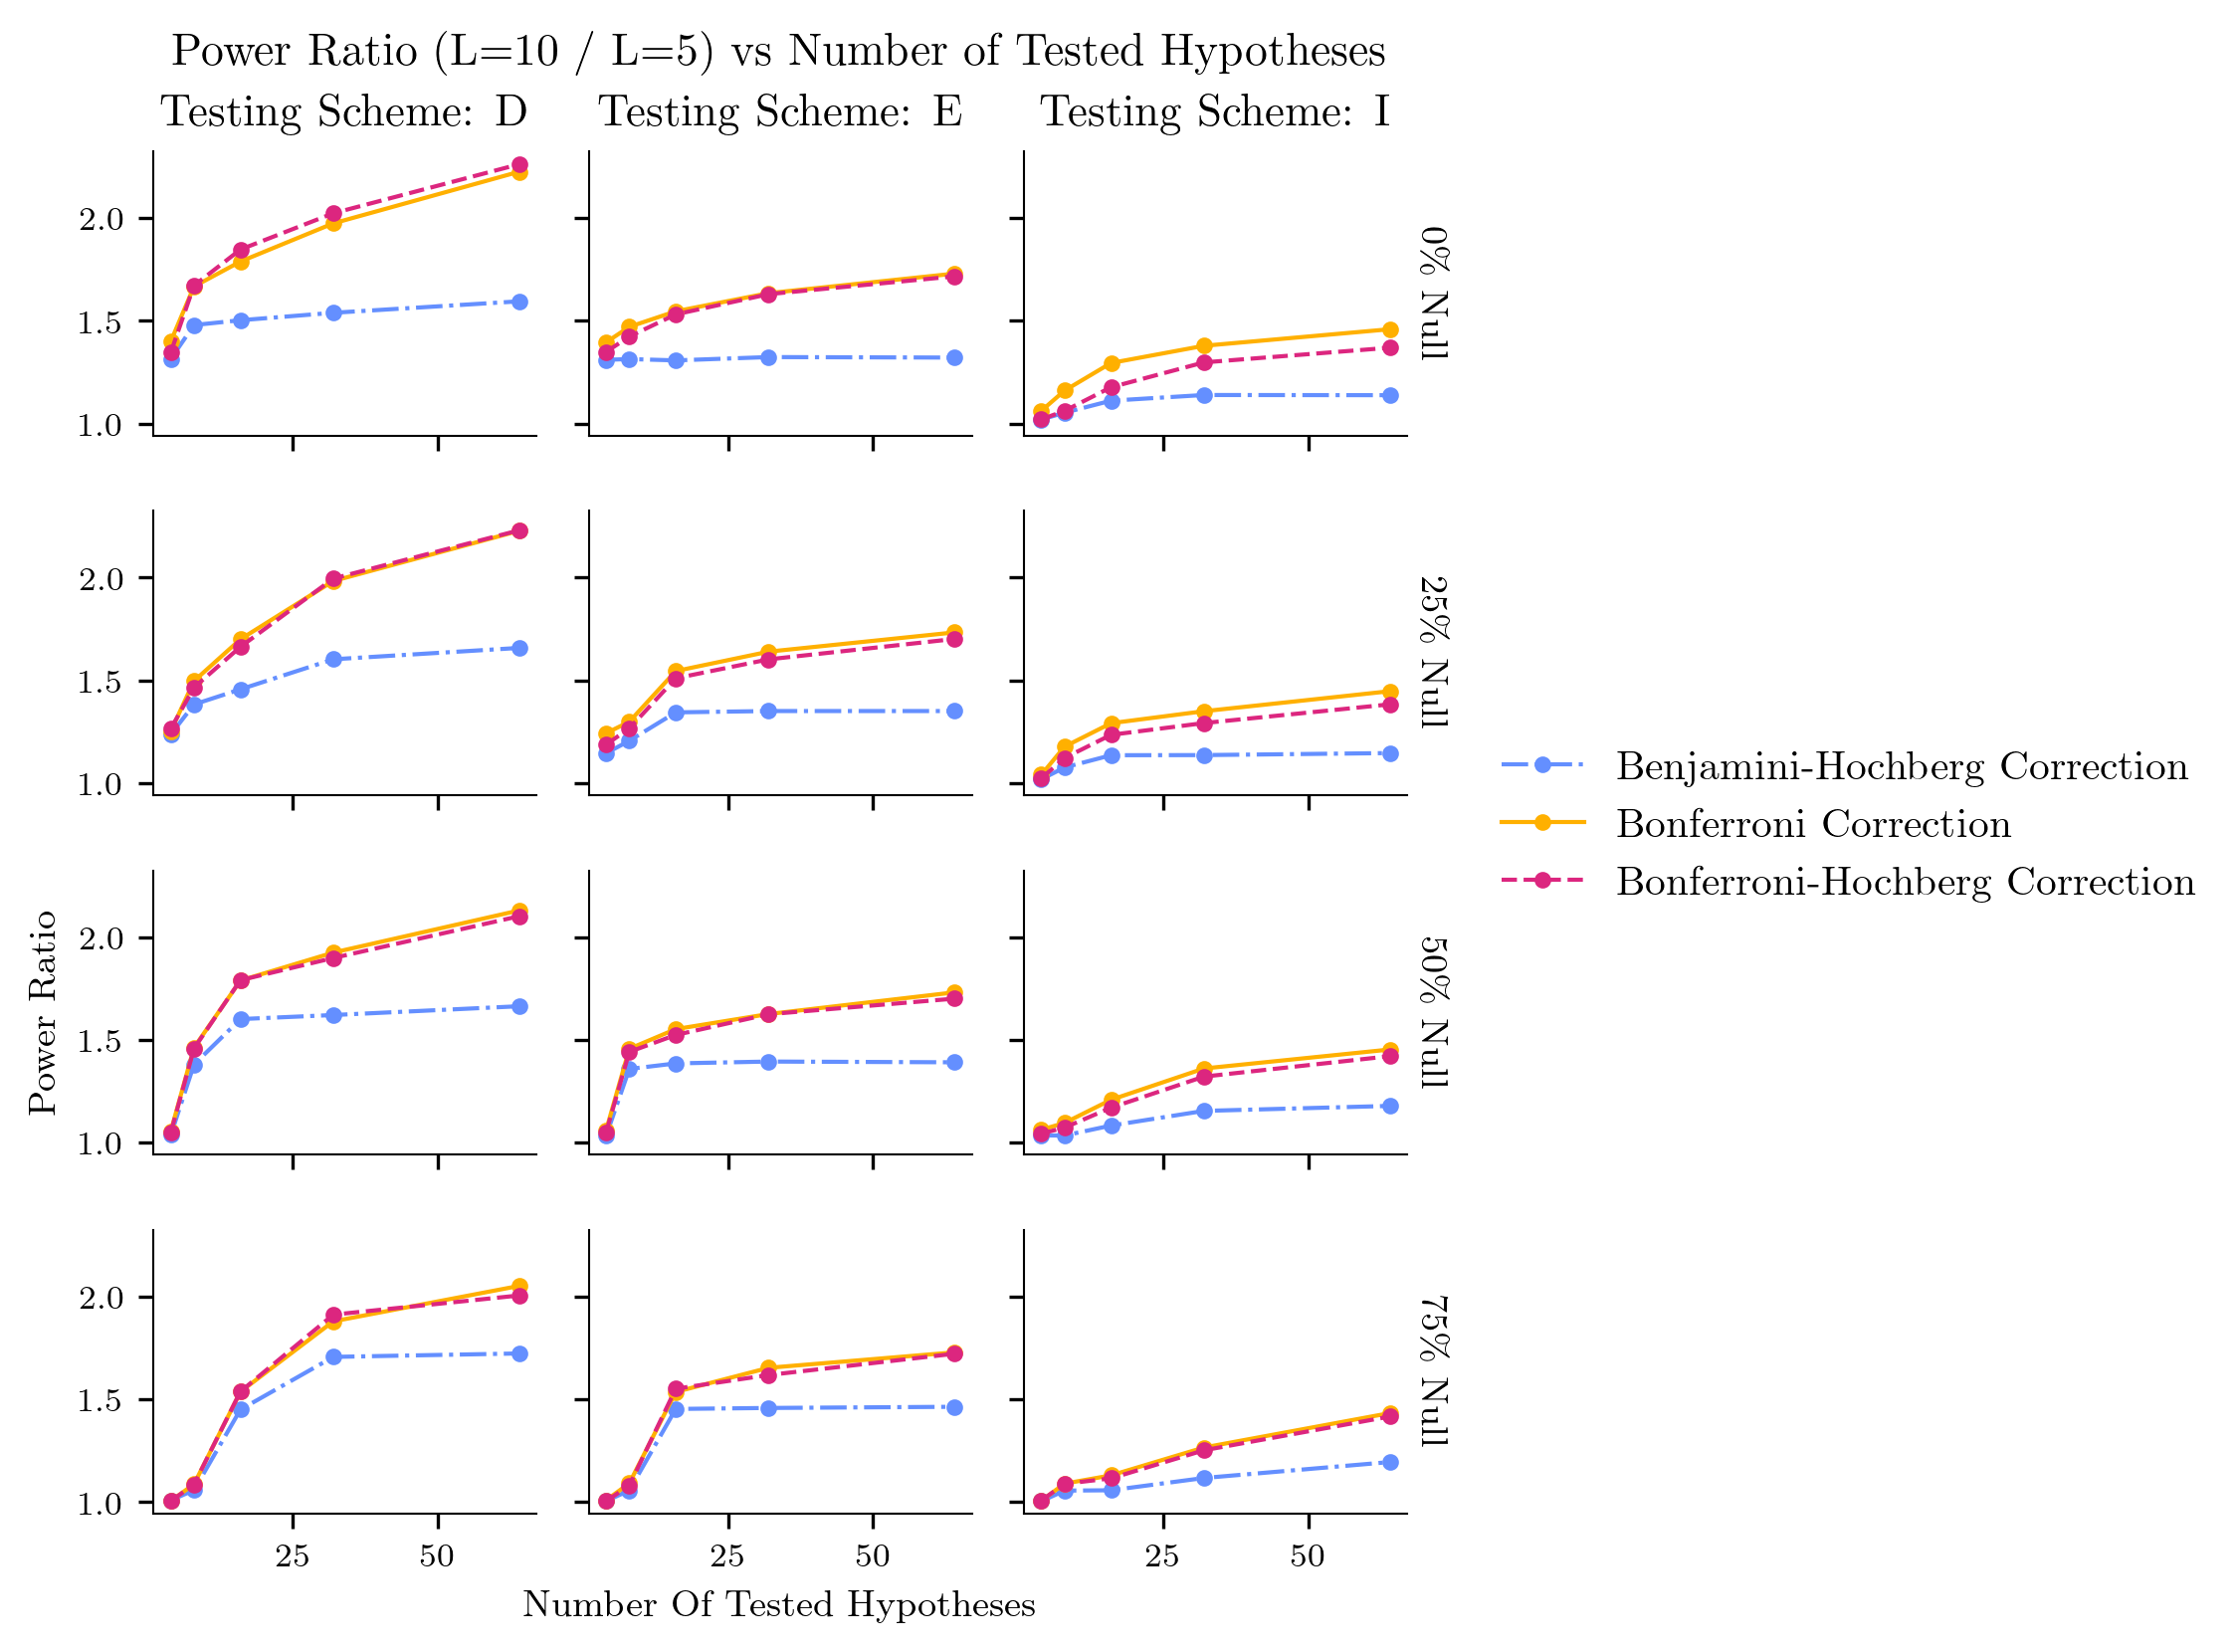 Power Ratio (L=10 / L=5) vs Number of Tested Hypotheses
Testing Scheme: D
Testing Scheme: E
Testing Scheme: I
2.0
1.5
1.0
0% Null
2.0
1.5
1.0
25% Null
2.0
1.5
1.0
50% Null
2.0
1.5
1.0
75% Null
25
50
25
50
25
50
Power Ratio
Number Of Tested Hypotheses
Benjamini-Hochberg Correction
Bonferroni Correction
Bonferroni-Hochberg Correction